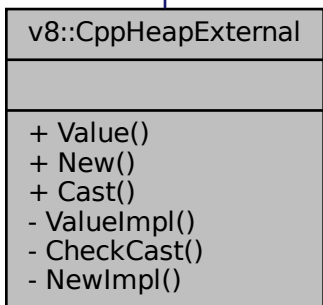 v8::CppHeapExternal
+ Value()
+ New()
+ Cast()
- ValueImpl()
- CheckCast()
- NewImpl()